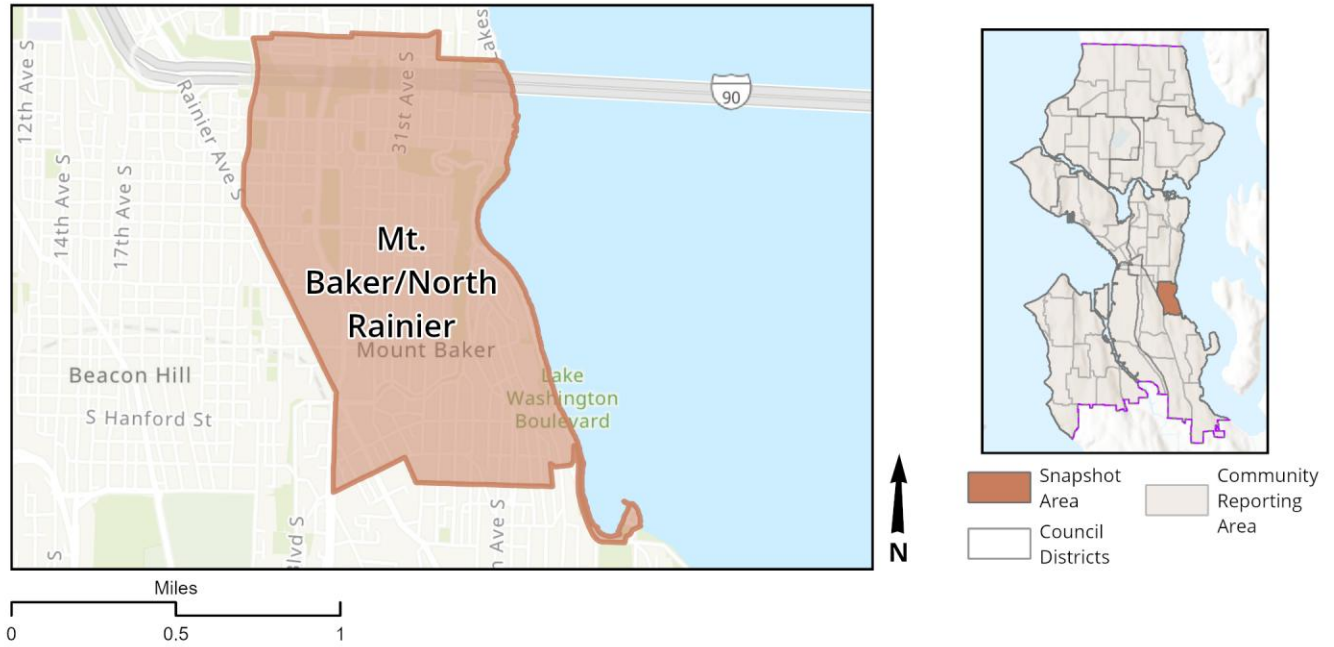 12th Ave S
14th Ave S
17th Ave S
Rainier Ave S
31st Ave S
Lakes
90
Mt.
Baker/North
Rainier
Mount Baker
Beacon Hill
S Hanford St
Lake
Washington
Boulevard
S
Blvd S
n Ave S
Miles
0
0.5
1
N
Snapshot
Area
Council
Districts
Community
Reporting
Area